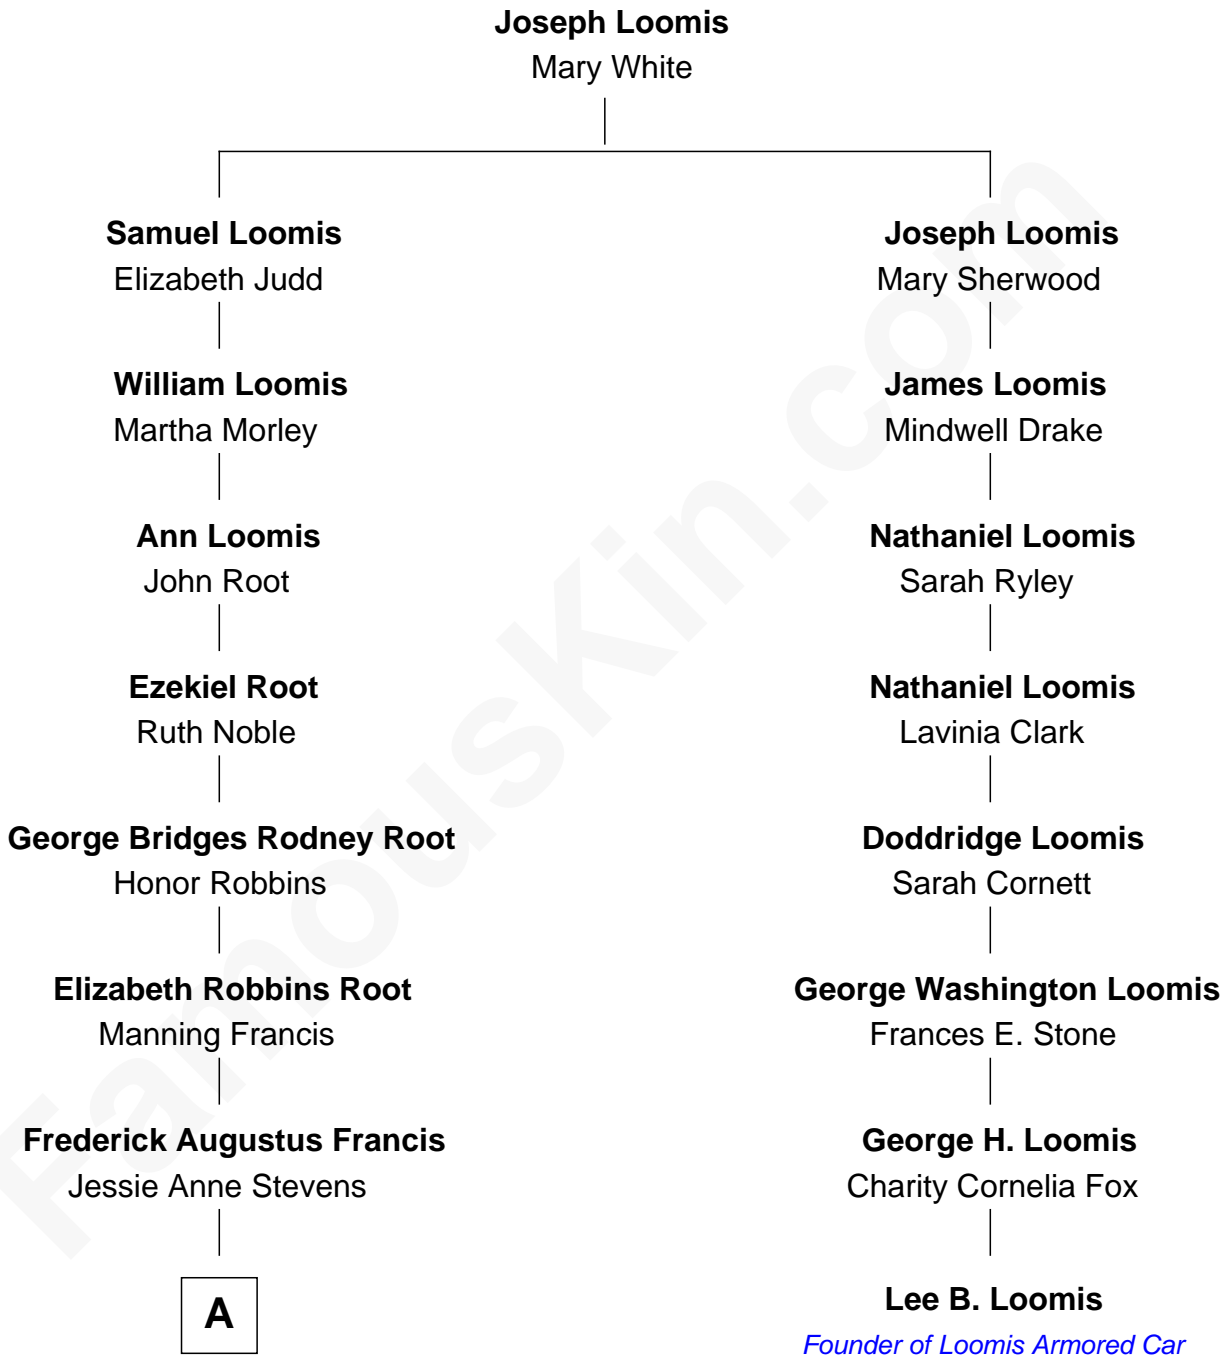 Joseph Loomis
Mary White
Samuel Loomis
Elizabeth Judd
Joseph Loomis
Mary Sherwood
William Loomis
Martha Morley
James Loomis
Mindwell Drake
Ann Loomis
John Root
Nathaniel Loomis
Sarah Ryley
Ezekiel Root
Ruth Noble
Nathaniel Loomis
Lavinia Clark
George Bridges Rodney Root
Honor Robbins
Doddridge Loomis
Sarah Cornett
Elizabeth Robbins Root
Manning Francis
George Washington Loomis
Frances E. Stone
Frederick Augustus Francis
Jessie Anne Stevens
George H. Loomis
Charity Cornelia Fox
A
Lee B. Loomis
Founder of Loomis Armored Car
FamousKin.com